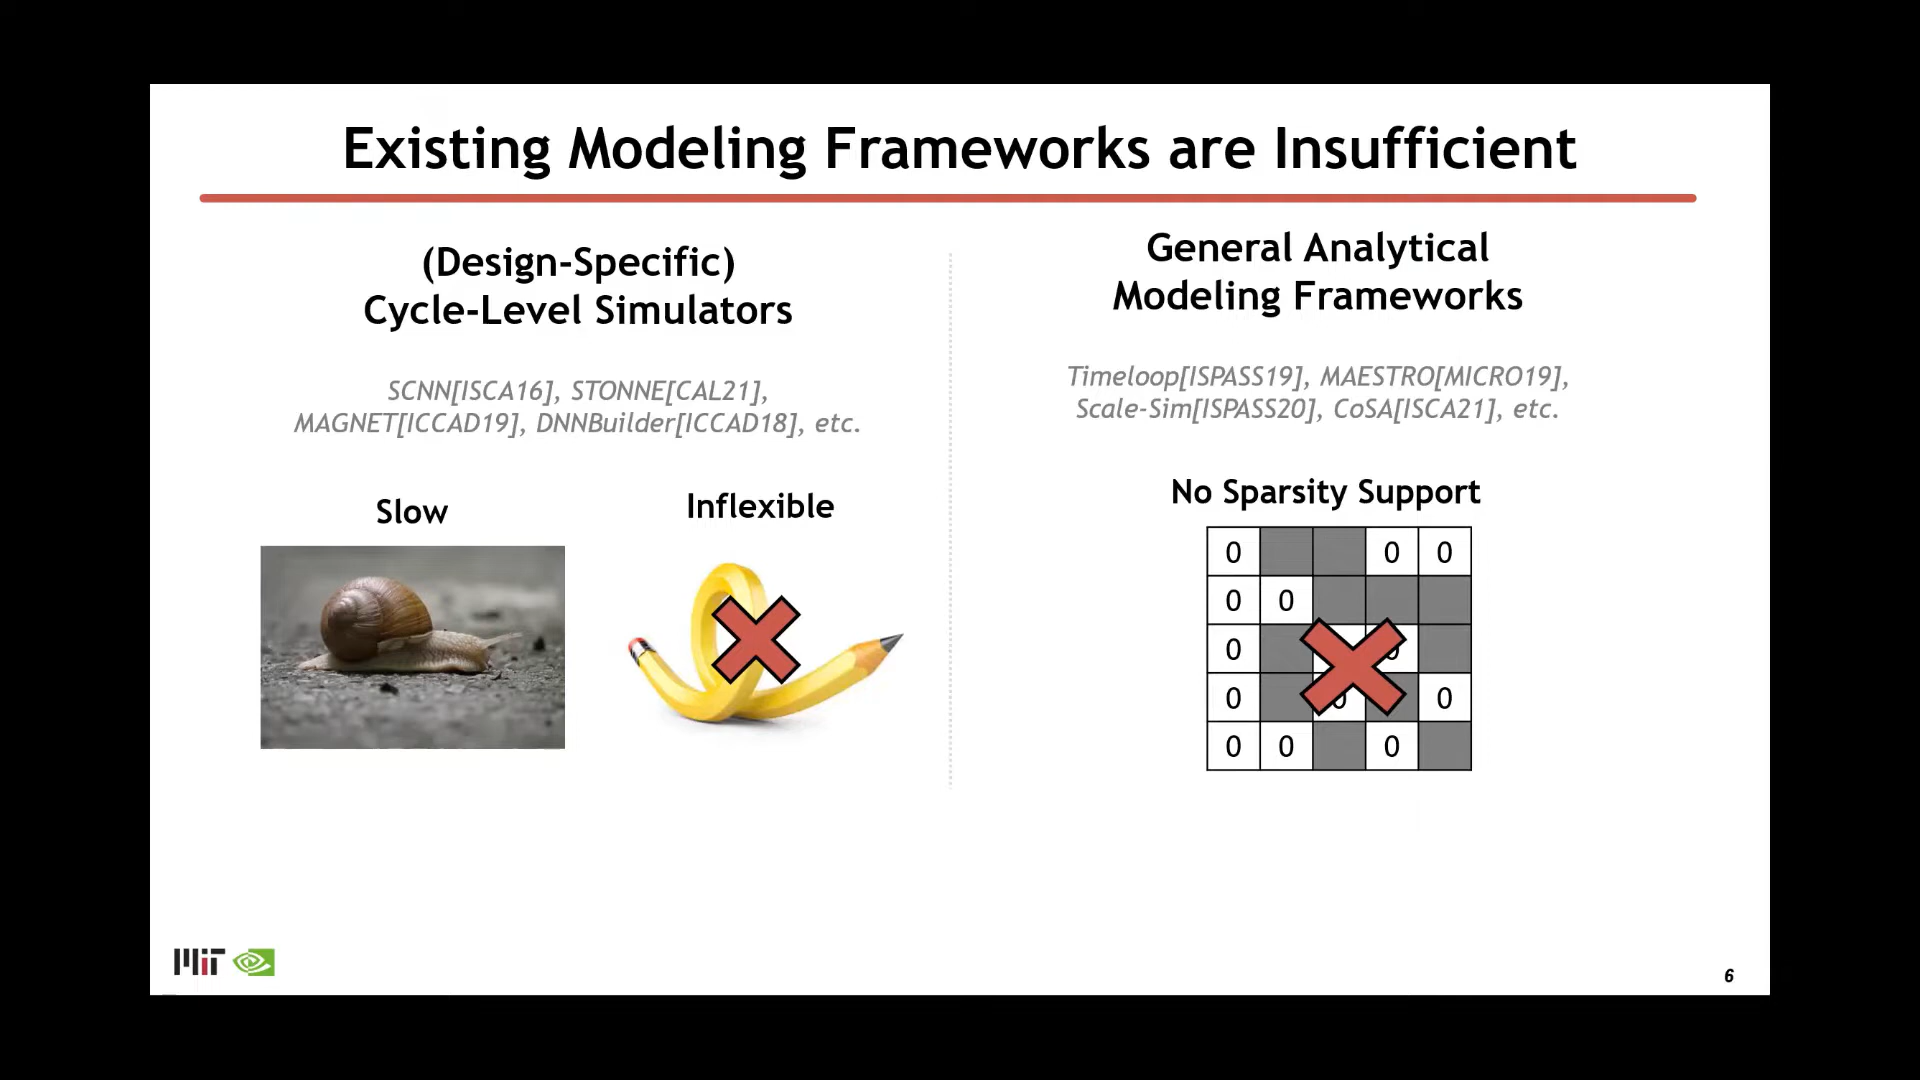 Existing Modeling Frameworks are Insufficient
(Design-Specific)
Cycle-Level Simulators
SCNN[ISCA16], STONNE[CAL21],
MAGNET[ICCAD19], DNNBuilder[ICCAD18], etc.
Slow
Inflexible
General Analytical
Modeling Frameworks
Timeloop[ISPASS19], MAESTRO[MICRO19],
Scale-Sim[ISPASS20], CoSA[ISCA21], etc.
No Sparsity Support
0 0 0
0 0
0 0
0 0 0
0 0 0
MIT
6